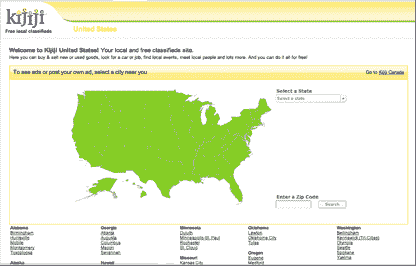 kijiji
Free local classifieds
United States
Welcome to Kijiji United States! Your local and free classifieds site.
Here you can buy & sell new or used goods, look for a car or job, find local events, meet local people and lots more. And you can do it all for free!
To see ads or post your own ad, select a city near you
Go to Kijiji Canada
Select a State
Select a state
Enter a Zip Code
Search
Alabama
Birmingham
Huntsville
Mobile
Montgomery
Tuscaloosa
Alaska
Georgia
Atlanta
Augusta
Columbus
Macon
Savannah
Hawaii
Minnesota
Duluth
Minneapolis-St. Paul
Rochester
St. Cloud
Missouri
Kansas City
Oklahoma
Lawton
Oklahoma City
Tulsa
Oregon
Eugene
Medford
Washington
Bellingham
Kennewick (Tri Cities)
Olympia
Seattle
Spokane
Yakima